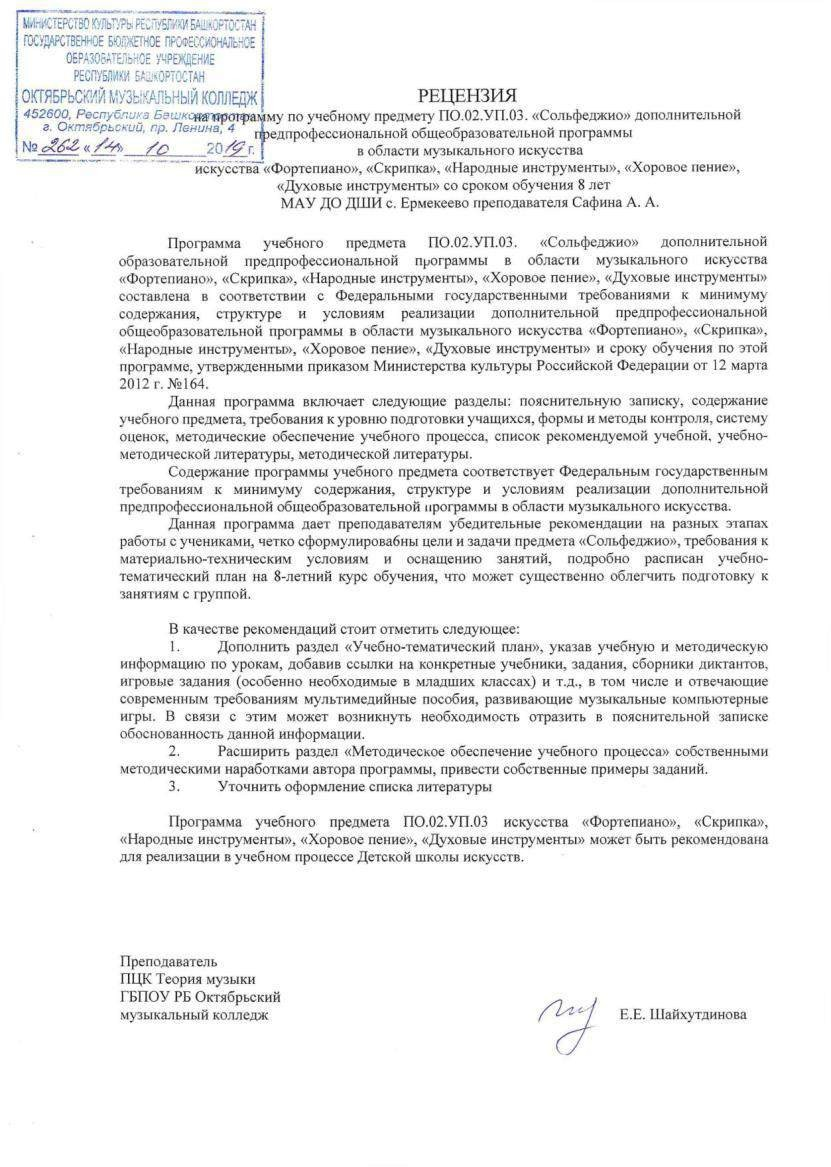 МИНИСТЕРСТВО КУЛЬТУРЫ РЕСПУБЛИКИ БАШКОРТОСТАН
ГОСУДАРСТВЕННОЕ БЮДЖЕТНОЕ ПРОФЕССИОНАЛЬНОЕ
ОБРАЗОВАТЕЛЬНОЕ УЧРЕЖДЕНИЕ
РЕСПУБЛИКИ БАШКОРТОСТАН
ОКТЯБРЬСКИЙ МУЗЫКАЛЬНЫЙ КОЛЛЕДЖ
452600, Республика Башкортостан
г. Октябрьский, пр. Ленина, 4
№ 262 «14» 10 2019 г.
РЕЦЕНЗИЯ
на программу по учебному предмету ПО.02.УП.03. «Сольфеджио» дополнительной
предпрофессиональной общеобразовательной программы
в области музыкального искусства
искусства «Фортепиано», «Скрипка», «Народные инструменты», «Хоровое пение»,
«Духовые инструменты» со сроком обучения 8 лет
МАУ ДО ДШИ с. Ермекеево преподавателя Сафина А. А.
Программа учебного предмета ПО.02.УП.03. «Сольфеджио» дополнительной
образовательной предпрофессиональной программы в области музыкального искусства
«Фортепиано», «Скрипка», «Народные инструменты», «Хоровое пение», «Духовые инструменты»
составлена в соответствии с Федеральными государственными требованиями к минимуму
содержания, структуре и условиям реализации дополнительной предпрофессиональной
общеобразовательной программы в области музыкального искусства «Фортепиано», «Скрипка»,
«Народные инструменты», «Хоровое пение», «Духовые инструменты» и сроку обучения по этой
программе, утвержденными приказом Министерства культуры Российской Федерации от 12 марта
2012 г. №164.
Данная программа включает следующие разделы: пояснительную записку, содержание
учебного предмета, требования к уровню подготовки учащихся, формы и методы контроля, систему
оценок, методические обеспечение учебного процесса, список рекомендуемой учебной, учебно-
методической литературы, методической литературы.
Содержание программы учебного предмета соответствует Федеральным государственным
требованиям к минимуму содержания, структуре и условиям реализации дополнительной
предпрофессиональной общеобразовательной программы в области музыкального искусства.
Данная программа дает преподавателям убедительные рекомендации на разных этапах
работы с учениками, четко сформулирова6ны цели и задачи предмета «Сольфеджио», требования к
материально-техническим условиям и оснащению занятий, подробно расписан учебно-
тематический план на 8-летний курс обучения, что может существенно облегчить подготовку к
занятиям с группой.
В качестве рекомендаций стоит отметить следующее:
1. Дополнить раздел «Учебно-тематический план», указав учебную и методическую
информацию по урокам, добавив ссылки на конкретные учебники, задания, сборники диктантов,
игровые задания (особенно необходимые в младших классах) и т.д., в том числе и отвечающие
современным требованиям мультимедийные пособия, развивающие музыкальные компьютерные
игры. В связи с этим может возникнуть необходимость отразить в пояснительной записке
обоснованность данной информации.
2. Расширить раздел «Методическое обеспечение учебного процесса» собственными
методическими наработками автора программы, привести собственные примеры заданий.
3. Уточнить оформление списка литературы
Программа учебного предмета ПО.02.УП.03 искусства «Фортепиано», «Скрипка»,
«Народные инструменты», «Хоровое пение», «Духовые инструменты» может быть рекомендована
для реализации в учебном процессе Детской школы искусств.
Преподаватель
ПЦК Теория музыки
ГБПОУ РБ Октябрьский
музыкальный колледж
Е.Е. Шайхутдинова